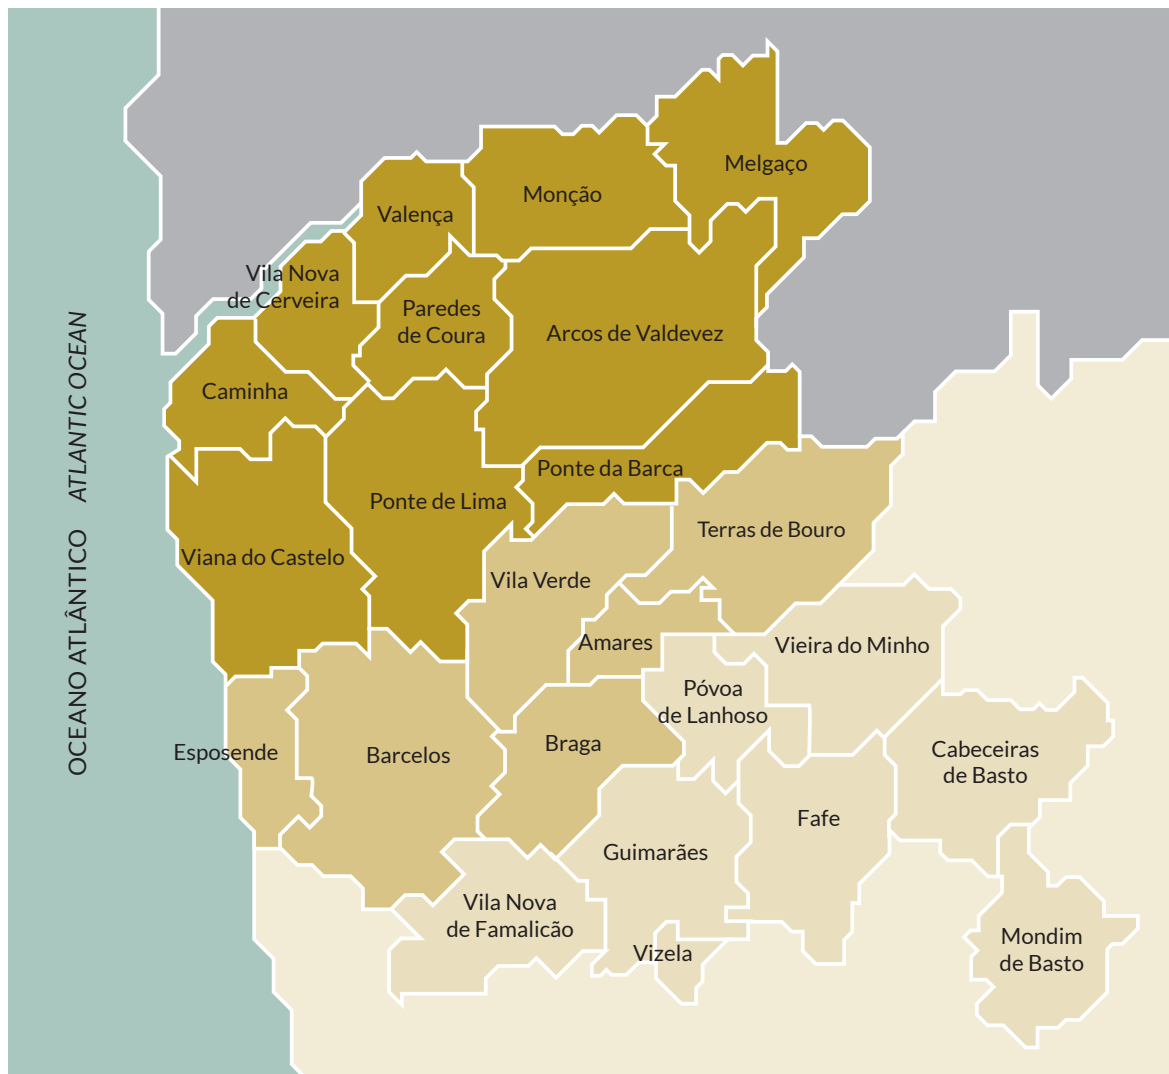 Melgaço
Monção
Valença
Vila Nova
de Cerveira
Paredes
de Coura
Arcos de Valdevez
Caminha
Ponte da Barca
Ponte de Lima
Terras de Bouro
Viana do Castelo
Vila Verde
Amares
Vieira do Minho
Póvoa
de Lanhoso
Espo­sende
Barcelos
Braga
Cabeceiras
de Basto
Fafe
Guimarães
Vila Nova
de Famalicão
Vizela
Mondim
de Basto
OCEANO ATLÂNTICO ATLANTIC OCEAN